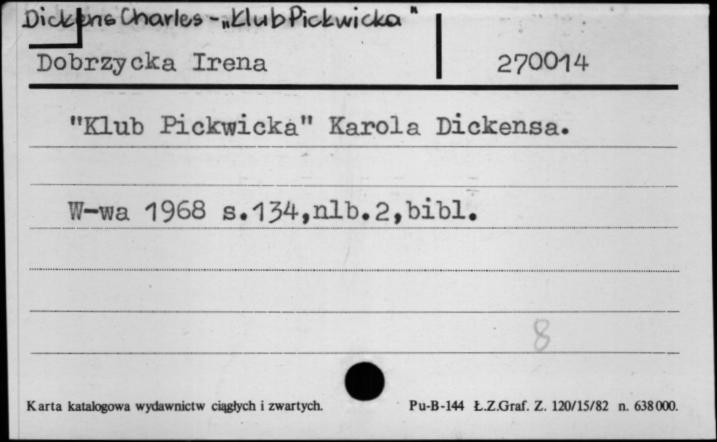 Dickens Charles - „Klub Pickwicka"
Dobrzycka Irena 270014
"Klub Pickwicka" Karola Dickensa.
W-wa 1968 s.134,nlb.2,bibl.
8
Karta katalogowa wydawnictw ciągłych i zwartych. Pu-B-144 Ł.Z.Graf. Z. 120/15/82 n. 638000.